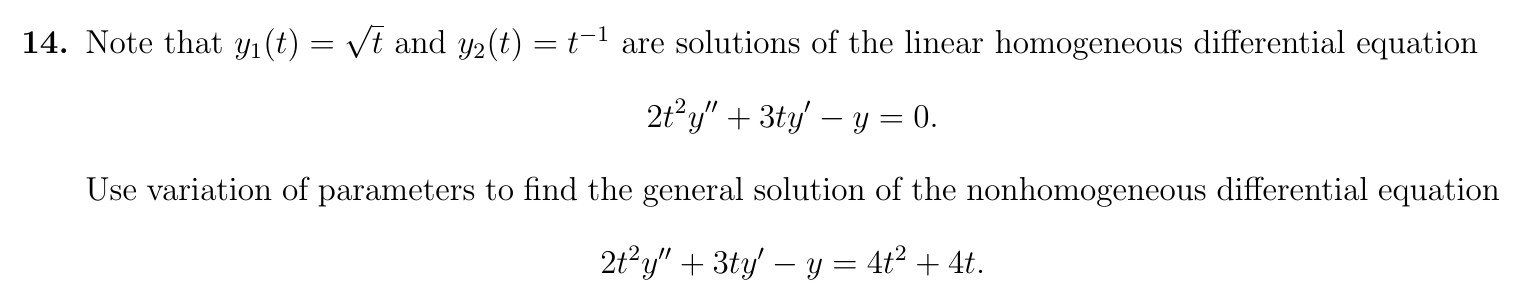 14. Note that y₁(t) = √t and y₂(t) = t⁻¹ are solutions of the linear homogeneous differential equation
2t²y″ + 3ty′ − y = 0.
Use variation of parameters to find the general solution of the nonhomogeneous differential equation
2t²y″ + 3ty′ − y = 4t² + 4t.